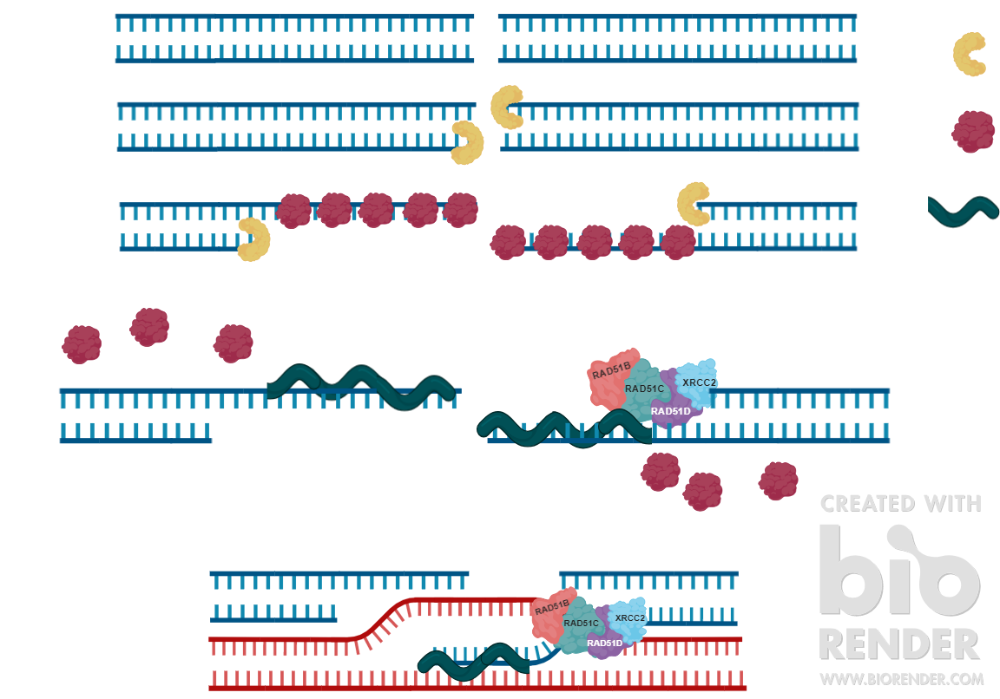 RAD51B
RAD51C
XRCC2
RAD51D
CREATED WITH
bio
RENDER
WWW.BIORENDER.COM
RAD51B
RAD51C
XRCC2
RAD51D